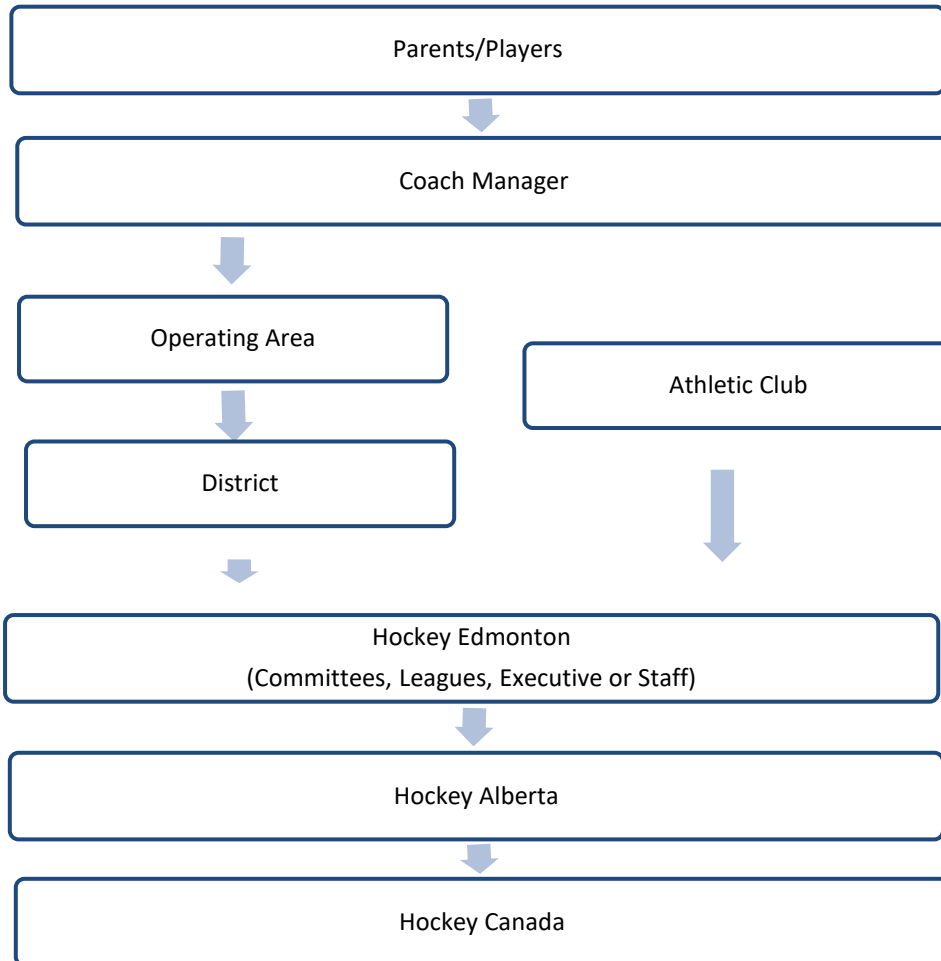 Parents/Players
Coach Manager
Operating Area
Athletic Club
District
Hockey Edmonton
(Committees, Leagues, Executive or Staff)
Hockey Alberta
Hockey Canada